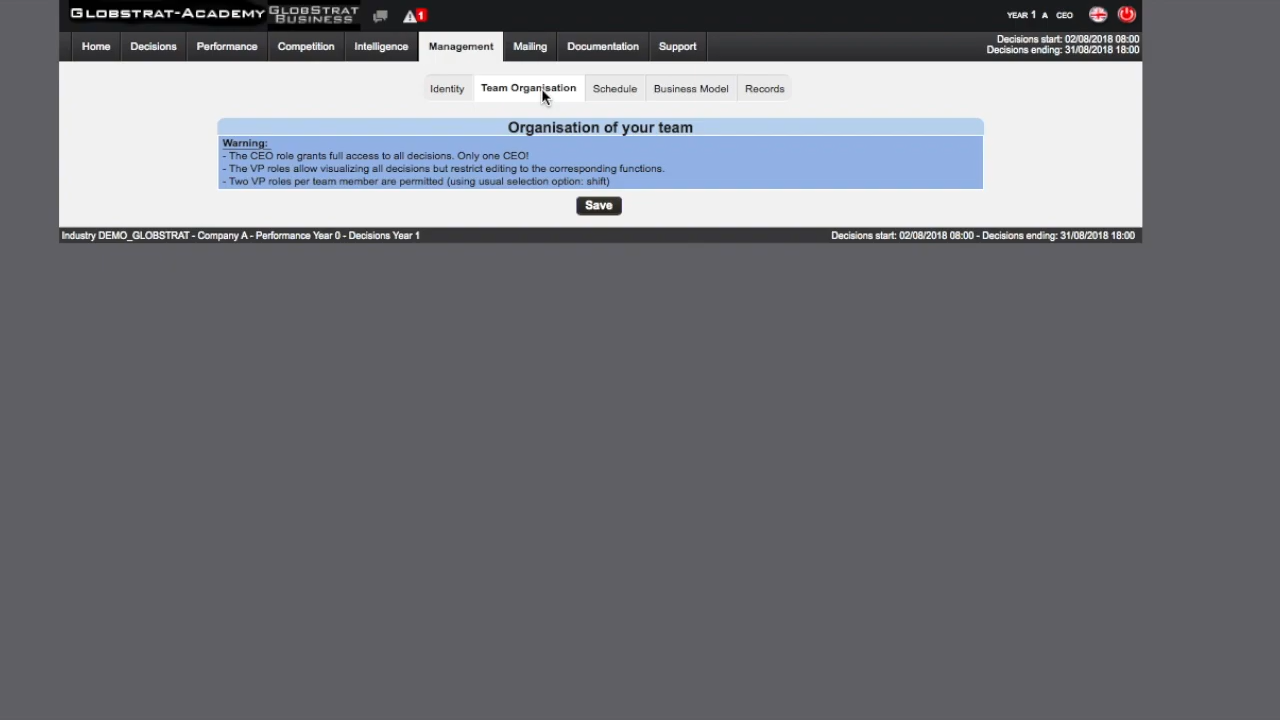 GLOBSTRAT-ACADEMY GLOBSTRAT BUSINESS 1 YEAR 1 A CEO
Home Decisions Performance Competition Intelligence Management Mailing Documentation Support
Decisions start: 02/08/2018 08:00
Decisions ending: 31/08/2018 18:00
Identity Team Organisation Schedule Business Model Records
Organisation of your team
Warning:
- The CEO role grants full access to all decisions. Only one CEO!
- The VP roles allow visualizing all decisions but restrict editing to the corresponding functions.
- Two VP roles per team member are permitted (using usual selection option: shift)
Save
Industry DEMO_GLOBSTRAT - Company A - Performance Year 0 - Decisions Year 1
Decisions start: 02/08/2018 08:00 - Decisions ending: 31/08/2018 18:00